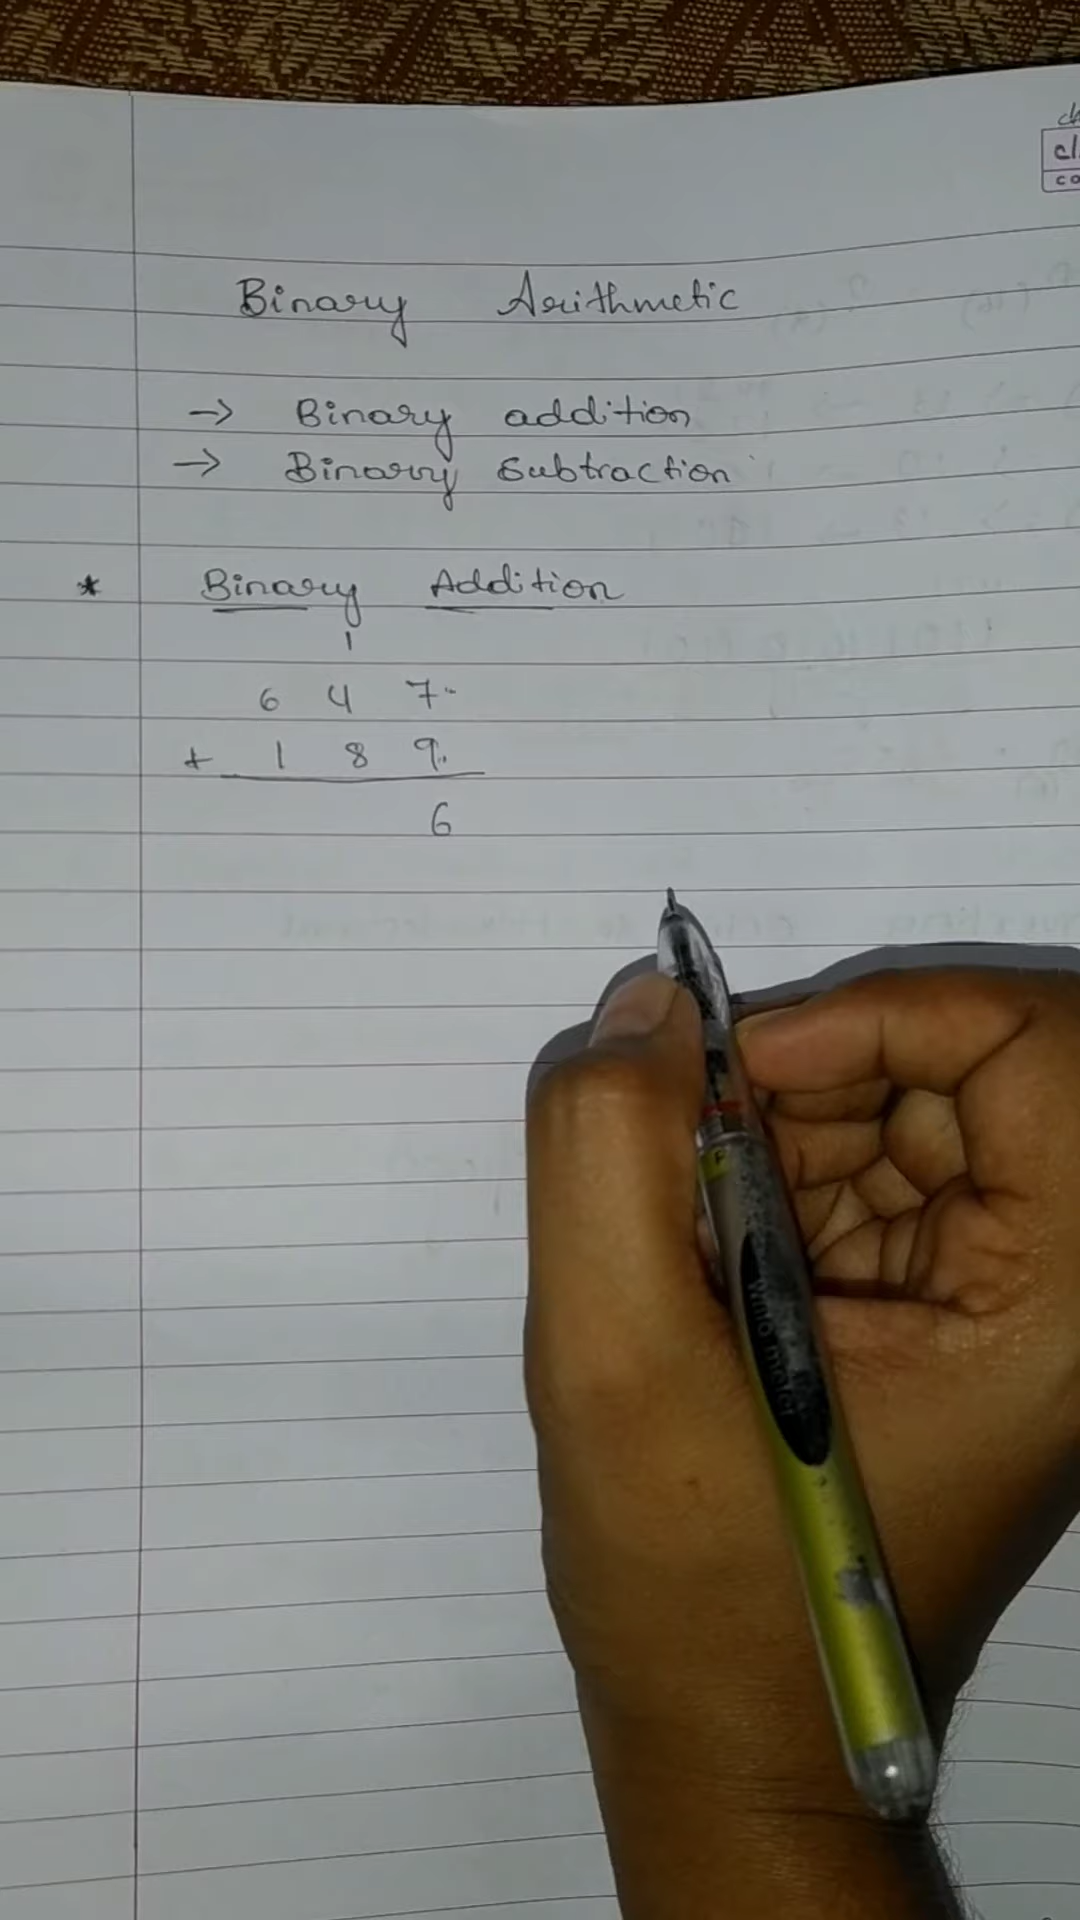 Binary Arithmetic
→ Binary addition
→ Binary subtraction
* Binary Addition
1
6 4 7
+ 1 8 9
6